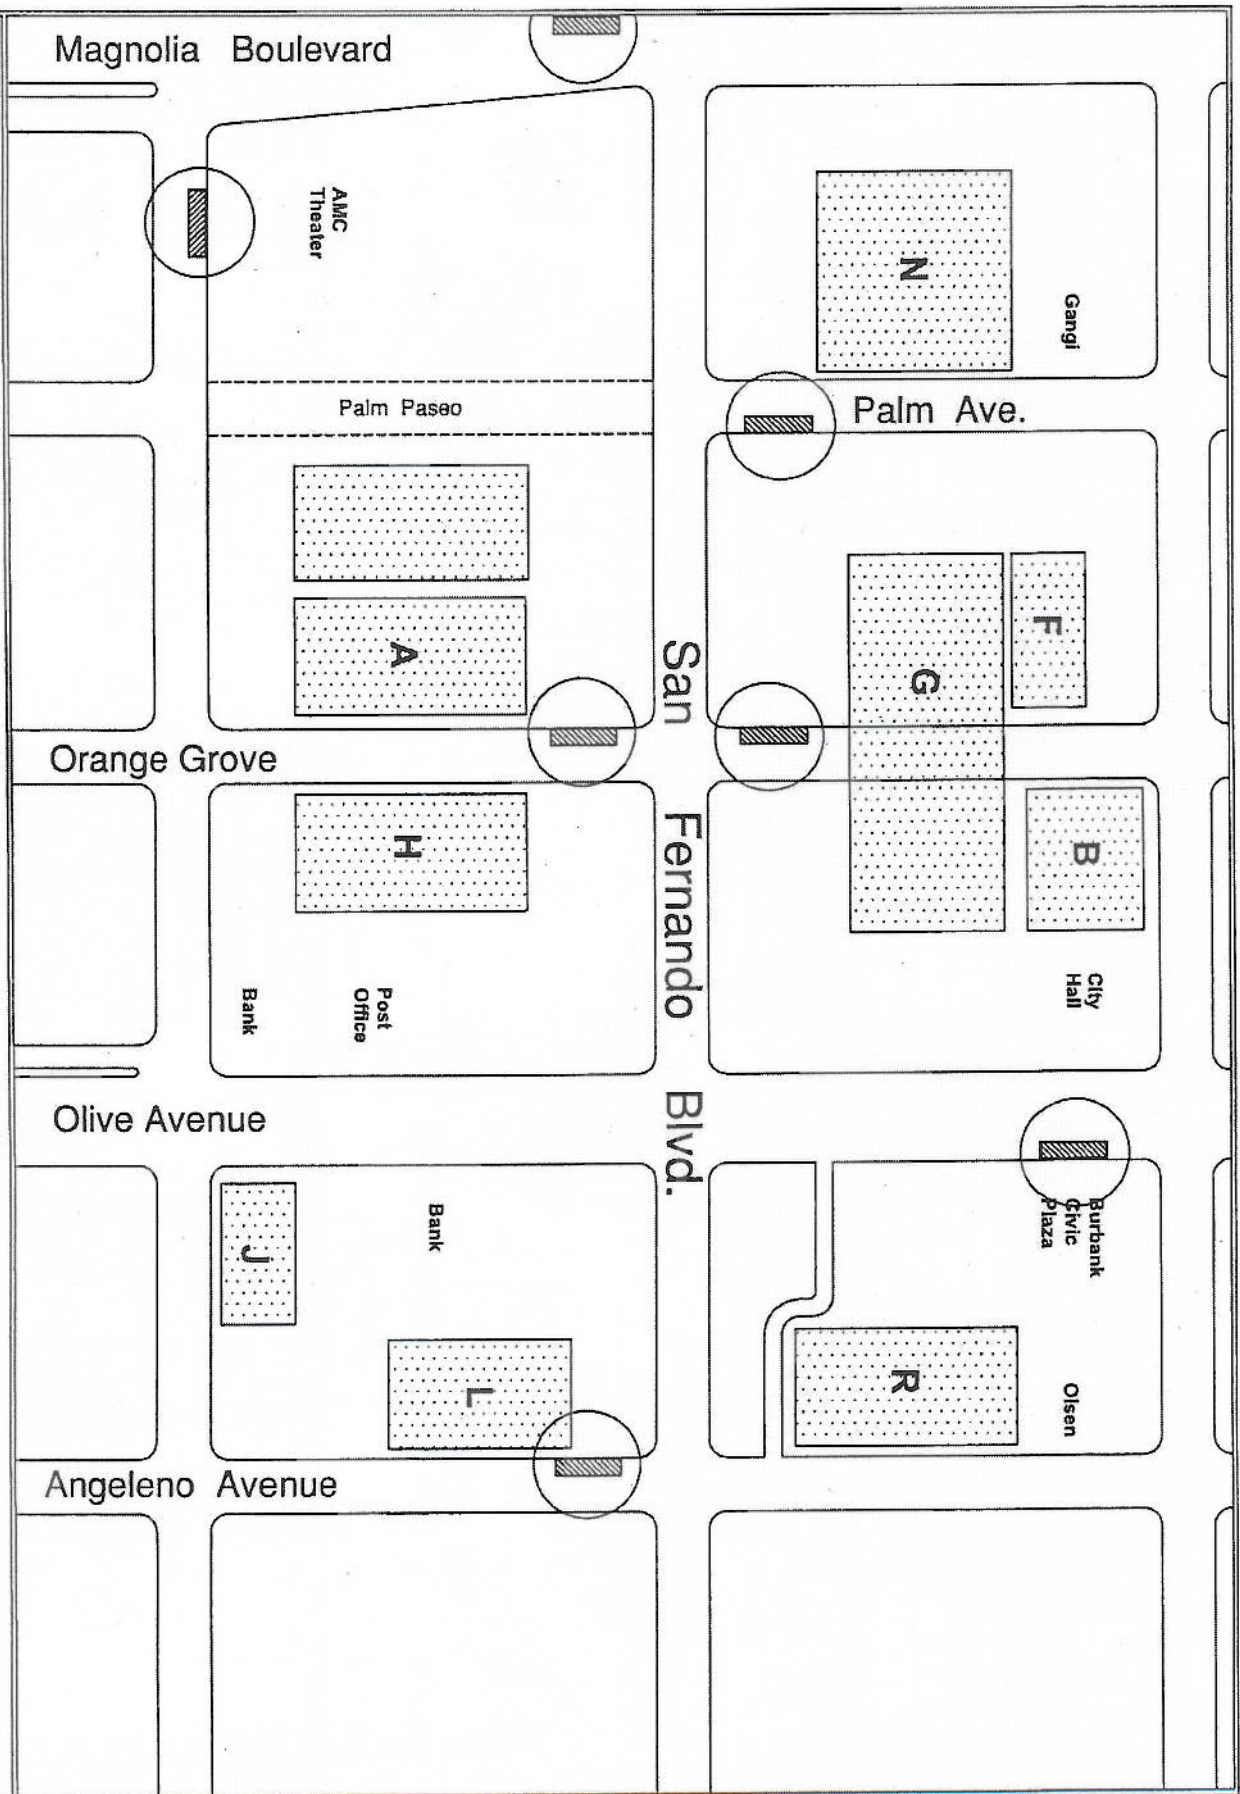 Magnolia Boulevard
AMC
Theater
N
Gangi
Palm Paseo
Palm Ave.
A
San Fernando Blvd.
G
F
Orange Grove
H
B
Post
Office
Bank
City
Hall
Olive Avenue
J
Bank
L
Burbank
Civic
Plaza
R
Olsen
Angeleno Avenue